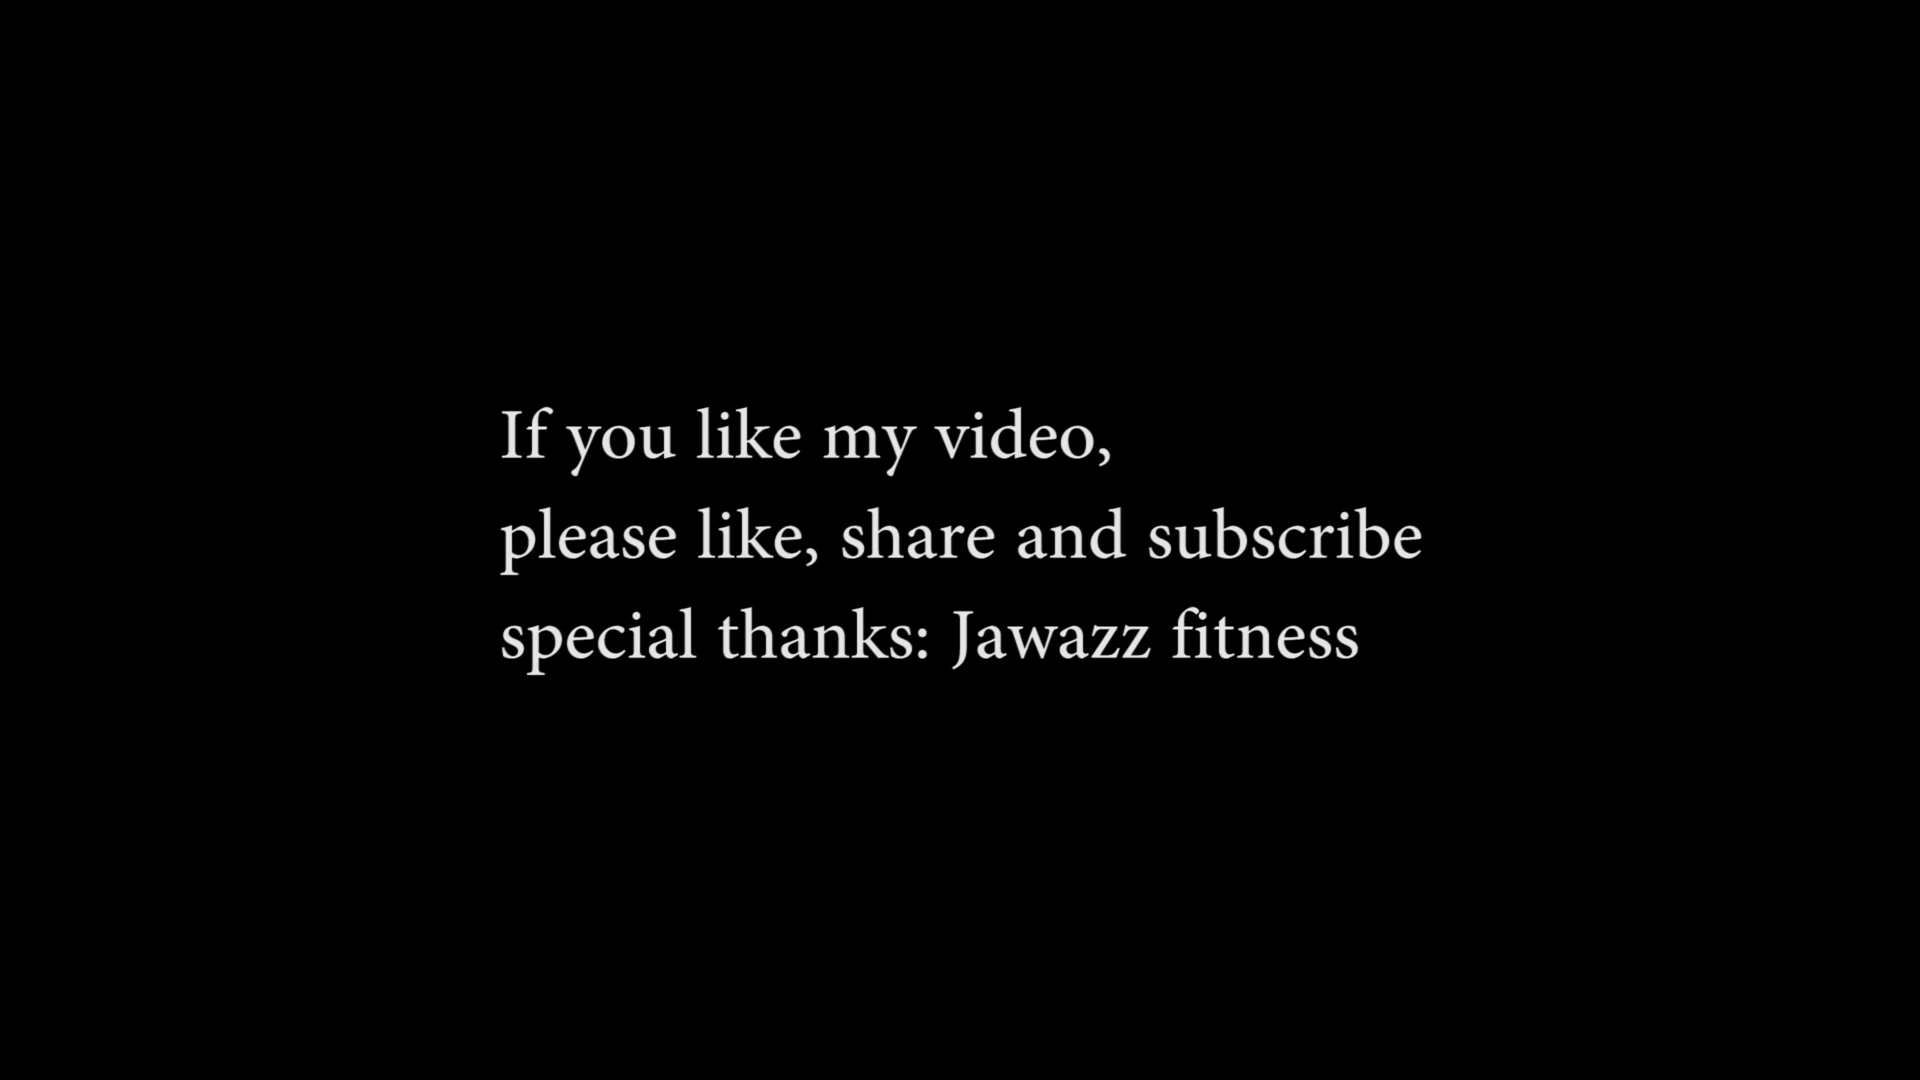 If you like my video,
please like, share and subscribe
special thanks: Jawazz fitness